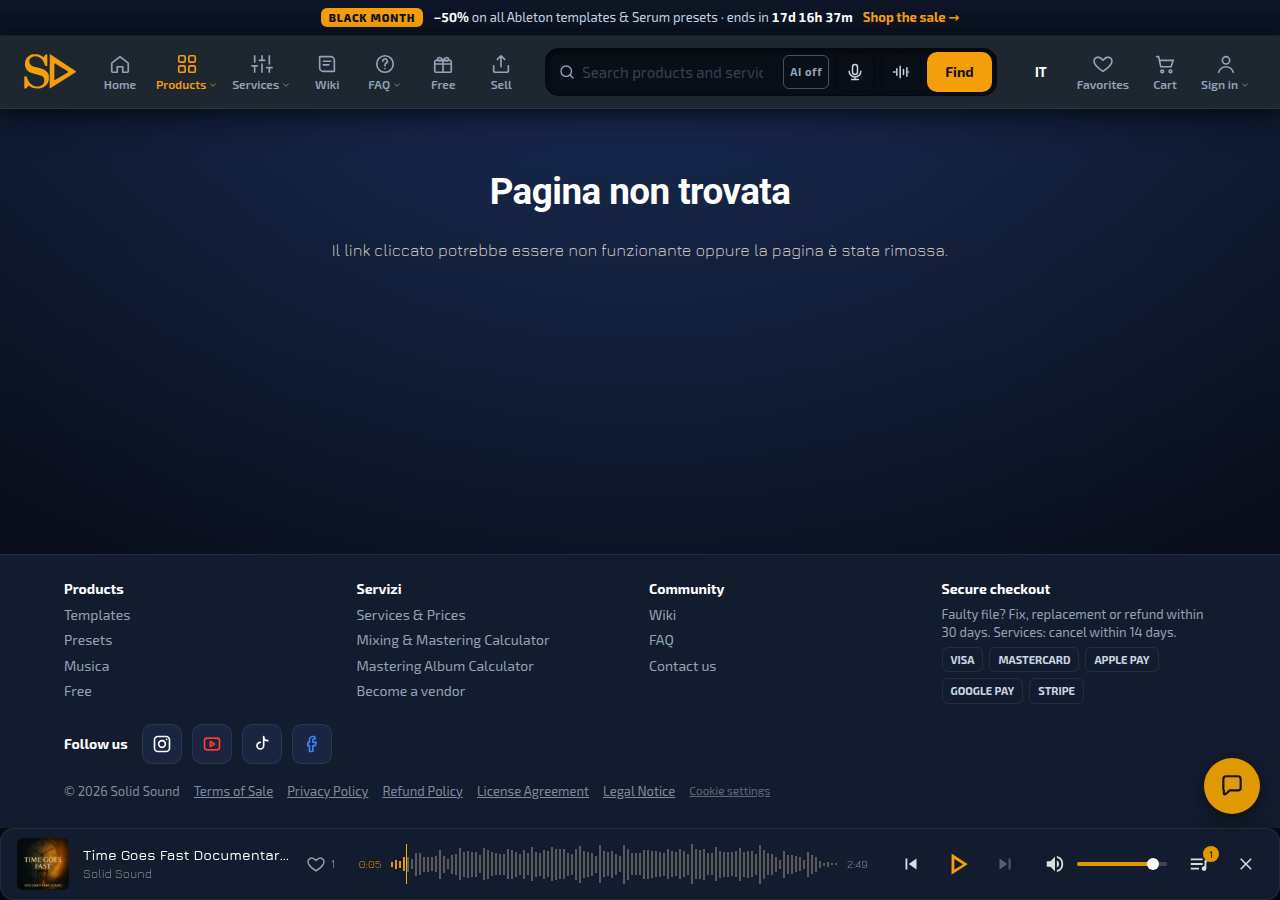 BLACK MONTH −50% on all Ableton templates & Serum presets · ends in 17d 16h 37m Shop the sale →
Home Products Services Wiki FAQ Free Sell Search products and servic AI off Find IT Favorites Cart Sign in
Pagina non trovata
Il link cliccato potrebbe essere non funzionante oppure la pagina è stata rimossa.
Products
Templates
Presets
Musica
Free
Servizi
Services & Prices
Mixing & Mastering Calculator
Mastering Album Calculator
Become a vendor
Community
Wiki
FAQ
Contact us
Secure checkout
Faulty file? Fix, replacement or refund within
30 days. Services: cancel within 14 days.
VISA MASTERCARD APPLE PAY
GOOGLE PAY STRIPE
Follow us
© 2026 Solid Sound Terms of Sale Privacy Policy Refund Policy License Agreement Legal Notice Cookie settings
TIME GOES
FAST
Time Goes Fast Documentar...
Solid Sound
1
0:05
2:49
1